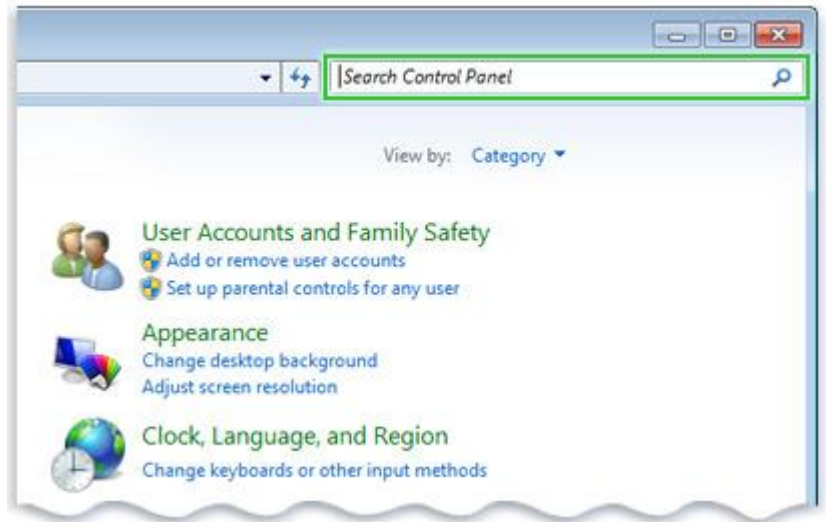 Search Control Panel
View by: Category
User Accounts and Family Safety
Add or remove user accounts
Set up parental controls for any user
Appearance
Change desktop background
Adjust screen resolution
Clock, Language, and Region
Change keyboards or other input methods